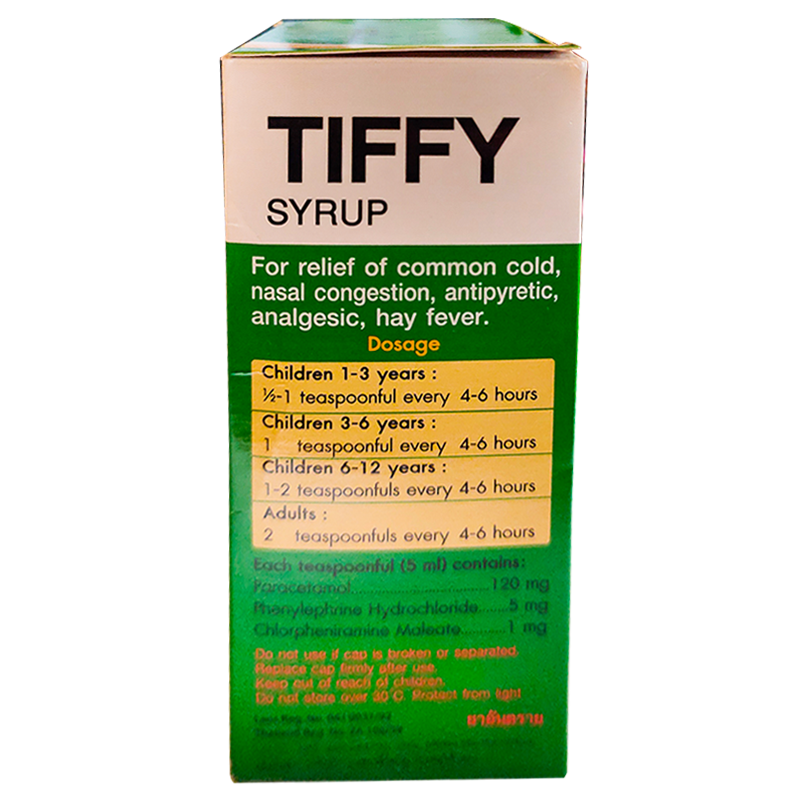 TIFFY
SYRUP
For relief of common cold,
nasal congestion, antipyretic,
analgesic, hay fever.
Dosage
Children 1-3 years :
½-1 teaspoonful every 4-6 hours
Children 3-6 years :
1 teaspoonful every 4-6 hours
Children 6-12 years :
1-2 teaspoonfuls every 4-6 hours
Adults :
2 teaspoonfuls every 4-6 hours
Each teaspoonful (5 ml) contains:
Paracetamol..............................120 mg
Phenylephrine Hydrochloride......5 mg
Chlorpheniramine Maleate..........1 mg
Do not use if cap is broken or separated.
Replace cap firmly after use.
Keep out of reach of children.
Do not store over 30°C. Protect from light
Reg. No.
ยาอันตราย
Thailand Reg. No.